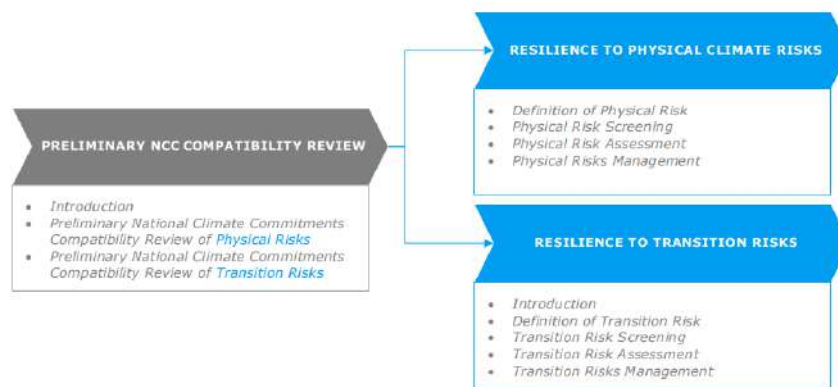 PRELIMINARY NCC COMPATIBILITY REVIEW
• Introduction
• Preliminary National Climate Commitments
Compatibility Review of Physical Risks
• Preliminary National Climate Commitments
Compatibility Review of Transition Risks
RESILIENCE TO PHYSICAL CLIMATE RISKS
• Definition of Physical Risk
• Physical Risk Screening
• Physical Risk Assessment
• Physical Risks Management
RESILIENCE TO TRANSITION RISKS
• Introduction
• Definition of Transition Risk
• Transition Risk Screening
• Transition Risk Assessment
• Transition Risks Management